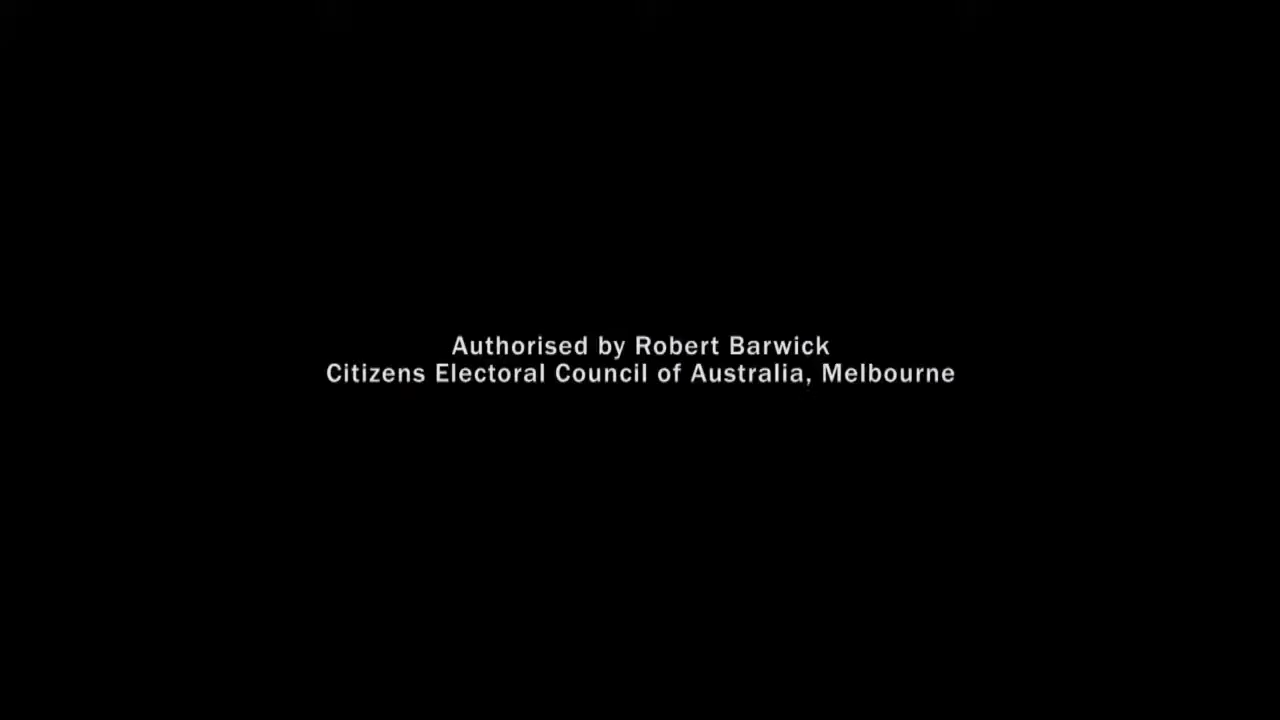 Authorised by Robert Barwick
Citizens Electoral Council of Australia, Melbourne